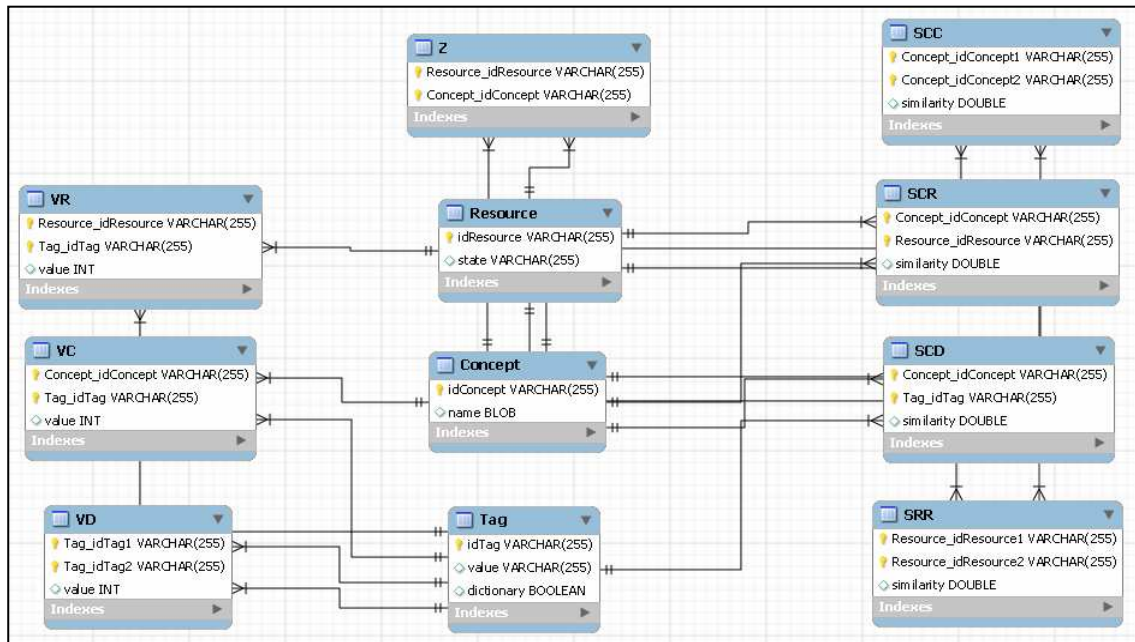 Z
Resource_idResource VARCHAR(255)
Concept_idConcept VARCHAR(255)
Indexes
SCC
Concept_idConcept1 VARCHAR(255)
Concept_idConcept2 VARCHAR(255)
similarity DOUBLE
Indexes
VR
Resource_idResource VARCHAR(255)
Tag_idTag VARCHAR(255)
value INT
Indexes
Resource
idResource VARCHAR(255)
state VARCHAR(255)
Indexes
SCR
Concept_idConcept VARCHAR(255)
Resource_idResource VARCHAR(255)
similarity DOUBLE
Indexes
VC
Concept_idConcept VARCHAR(255)
Tag_idTag VARCHAR(255)
value INT
Indexes
Concept
idConcept VARCHAR(255)
name BLOB
Indexes
SCD
Concept_idConcept VARCHAR(255)
Tag_idTag VARCHAR(255)
similarity DOUBLE
Indexes
VD
Tag_idTag1 VARCHAR(255)
Tag_idTag2 VARCHAR(255)
value INT
Indexes
Tag
idTag VARCHAR(255)
value VARCHAR(255)
dictionary BOOLEAN
Indexes
SRR
Resource_idResource1 VARCHAR(255)
Resource_idResource2 VARCHAR(255)
similarity DOUBLE
Indexes